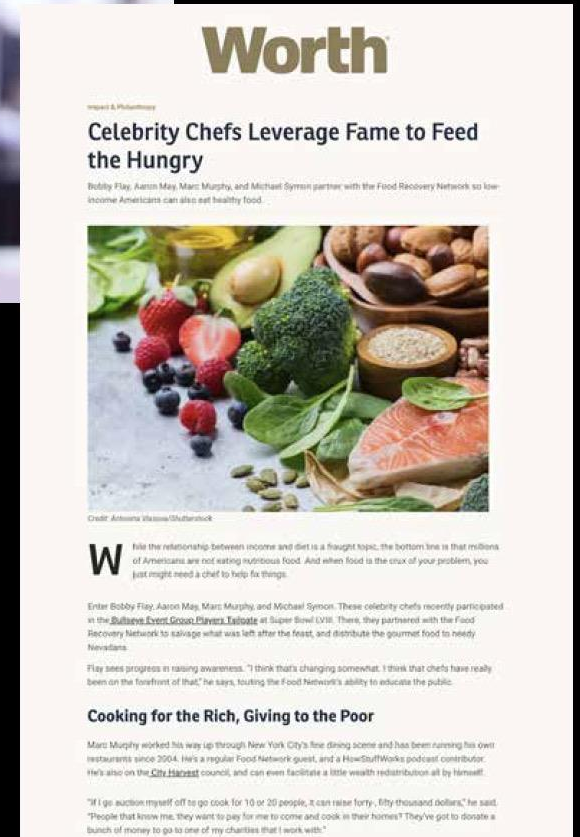 Worth
Impact & Philanthropy
Celebrity Chefs Leverage Fame to Feed
the Hungry
Bobby Flay, Aaron May, Marc Murphy, and Michael Symon partner with the Food Recovery Network so low-
income Americans can also eat healthy food.
Credit: Antonina Vlasova/Shutterstock
While the relationship between income and diet is a fraught topic, the bottom line is that millions
of Americans are not eating nutritious food. And when food is the crux of your problem, you
just might need a chef to help fix things.
Enter Bobby Flay, Aaron May, Marc Murphy, and Michael Symon. These celebrity chefs recently participated
in the Bullseye Event Group Players Tailgate at Super Bowl LVIII. There, they partnered with the Food
Recovery Network to salvage what was left after the feast, and distribute the gourmet food to needy
Nevadans.
Flay sees progress in raising awareness. "I think that's changing somewhat. I think that chefs have really
been on the forefront of that," he says, touting the Food Network's ability to educate the public.
Cooking for the Rich, Giving to the Poor
Marc Murphy worked his way up through New York City's fine dining scene and has been running his own
restaurants since 2004. He's a regular Food Network guest, and a HowStuffWorks podcast contributor.
He's also on the City Harvest council, and can even facilitate a little wealth redistribution all by himself.
"If I go auction myself off to go cook for 10 or 20 people, it can raise forty-, fifty-thousand dollars," he said.
"People that know me, they want to pay for me to come and cook in their homes? They've got to donate a
bunch of money to go to one of my charities that I work with."